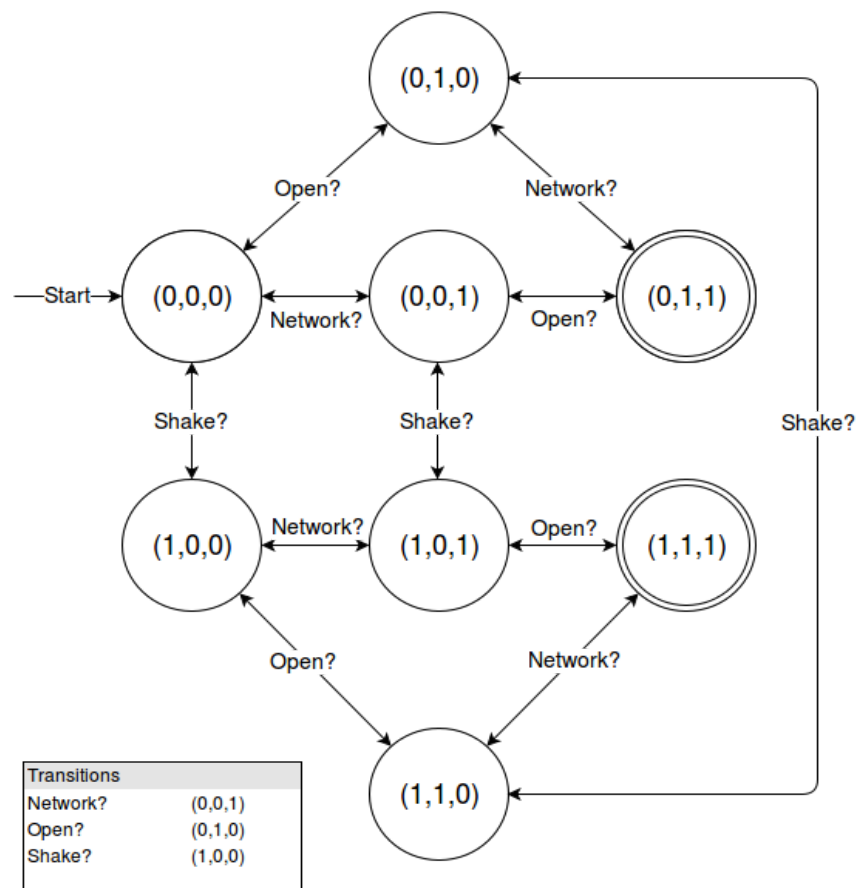 (0,1,0)
Open?
Network?
Start
(0,0,0)
(0,0,1)
(0,1,1)
Network?
Open?
Shake?
Shake?
Shake?
(1,0,0)
Network?
(1,0,1)
Open?
(1,1,1)
Open?
Network?
(1,1,0)
Transitions
Network? (0,0,1)
Open? (0,1,0)
Shake? (1,0,0)